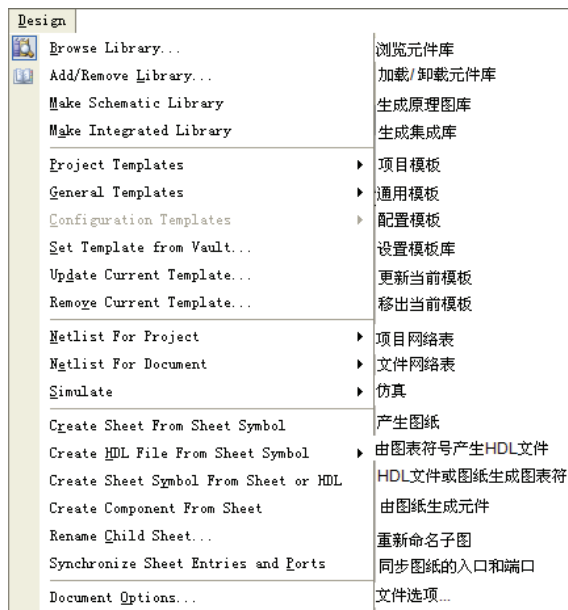 Design
Browse Library... 浏览元件库
Add/Remove Library... 加载/卸载元件库
Make Schematic Library 生成原理图库
Make Integrated Library 生成集成库
Project Templates 项目模板
General Templates 通用模板
Configuration Templates 配置模板
Set Template from Vault... 设置模板库
Update Current Template... 更新当前模板
Remove Current Template... 移出当前模板
Netlist For Project 项目网络表
Netlist For Document 文件网络表
Simulate 仿真
Create Sheet From Sheet Symbol 产生图纸
Create HDL File From Sheet Symbol 由图表符号产生HDL文件
Create Sheet Symbol From Sheet or HDL HDL文件或图纸生成图表符
Create Component From Sheet 由图纸生成元件
Rename Child Sheet... 重新命名子图
Synchronize Sheet Entries and Ports 同步图纸的入口和端口
Document Options... 文件选项...